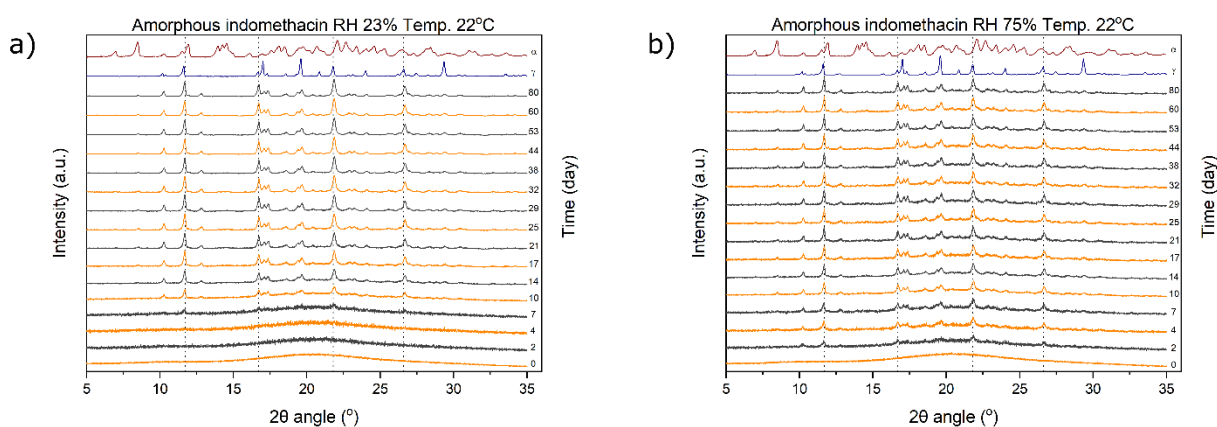 a)
Amorphous indomethacin RH 23% Temp. 22°C
Intensity (a.u.)
α
γ
80
60
53
44
38
32
29
25
21
17
14
10
7
4
2
0
Time (day)
5 10 15 20 25 30 35
2θ angle (°)
b)
Amorphous indomethacin RH 75% Temp. 22°C
Intensity (a.u.)
α
γ
80
60
53
44
38
32
29
25
21
17
14
10
7
4
2
0
Time (day)
5 10 15 20 25 30 35
2θ angle (°)